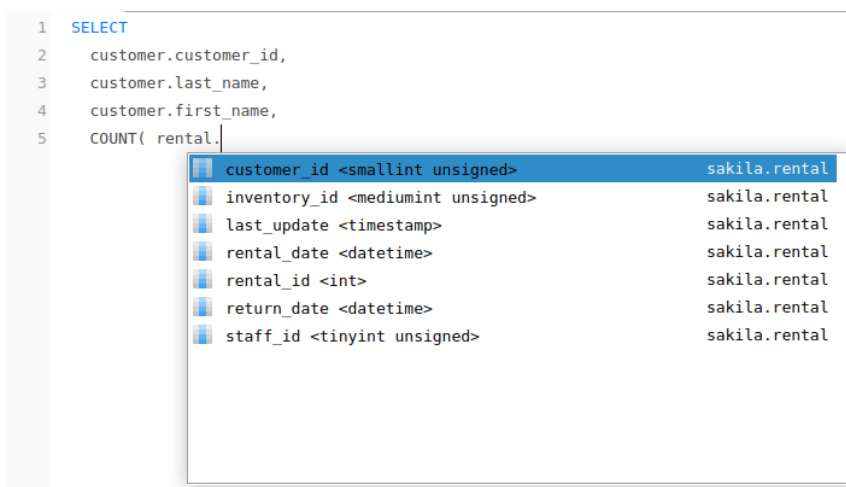 1 SELECT
2 customer.customer_id,
3 customer.last_name,
4 customer.first_name,
5 COUNT( rental.
customer_id <smallint unsigned> sakila.rental
inventory_id <mediumint unsigned> sakila.rental
last_update <timestamp> sakila.rental
rental_date <datetime> sakila.rental
rental_id <int> sakila.rental
return_date <datetime> sakila.rental
staff_id <tinyint unsigned> sakila.rental